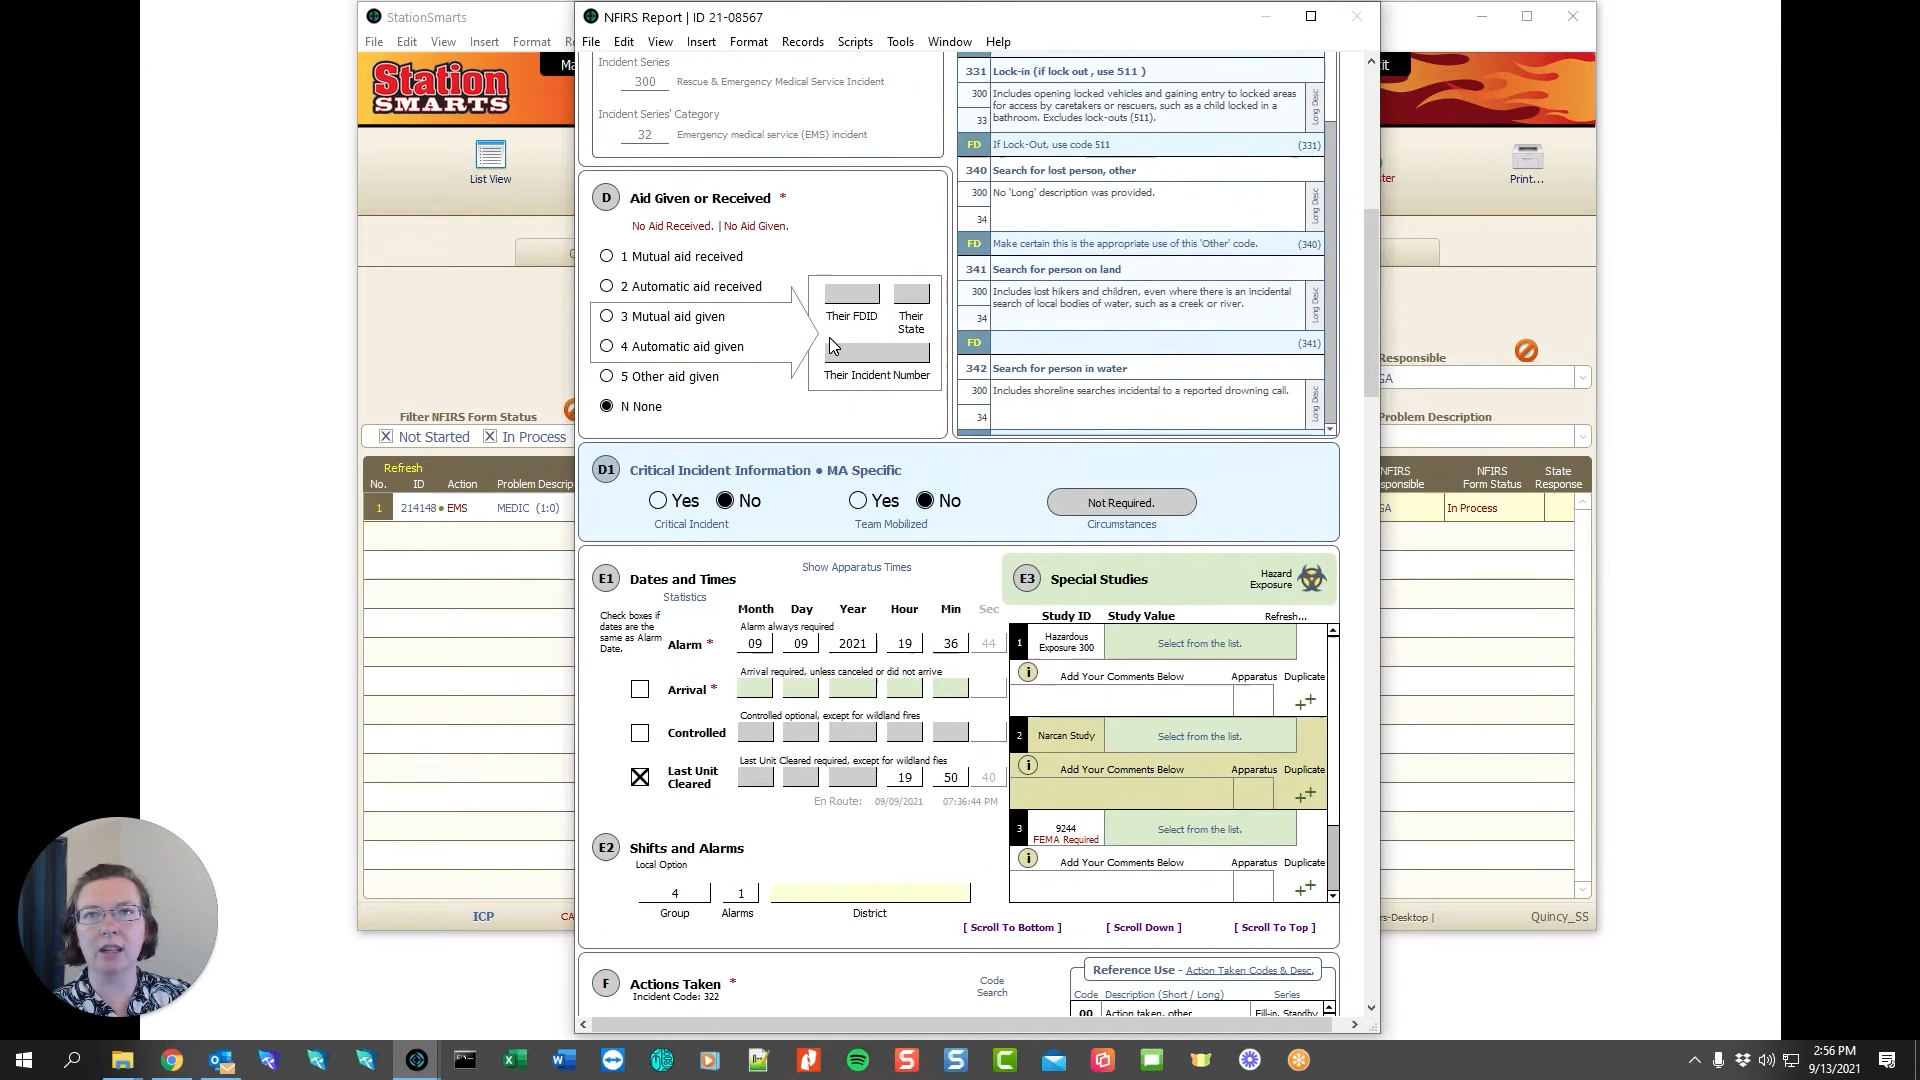 StationSmarts
File Edit View Insert Format
Station
SMARTS
List View
Filter NFIRS Form Status
Not Started In Process
Refresh
No. ID Action Problem Descrip
1 214148 EMS MEDIC (1:0)
ICP
NFIRS Report | ID 21-08567
File Edit View Insert Format Records Scripts Tools Window Help
Incident Series
300 Rescue & Emergency Medical Service Incident
Incident Series' Category
32 Emergency medical service (EMS) incident
D Aid Given or Received *
No Aid Received. | No Aid Given.
1 Mutual aid received
2 Automatic aid received
3 Mutual aid given
4 Automatic aid given
5 Other aid given
N None
Their FDID Their State
Their Incident Number
331 Lock-in (if lock out , use 511 )
300 Includes opening locked vehicles and gaining entry to locked areas
for access by caretakers or rescuers, such as a child locked in a
33 bathroom. Excludes lock-outs (511).
Long Desc
FD If Lock-Out, use code 511 (331)
340 Search for lost person, other
300 No 'Long' description was provided.
34
Long Desc
FD Make certain this is the appropriate use of this 'Other' code. (340)
341 Search for person on land
300 Includes lost hikers and children, even where there is an incidental
search of local bodies of water, such as a creek or river.
34
Long Desc
FD (341)
342 Search for person in water
300 Includes shoreline searches incidental to a reported drowning call.
34
Long Desc
D1 Critical Incident Information ● MA Specific
Yes No Yes No Not Required.
Critical Incident Team Mobilized Circumstances
E1 Dates and Times Show Apparatus Times
Statistics
Check boxes if
dates are the
same as Alarm
Date.
Month Day Year Hour Min Sec
Alarm always required
Alarm * 09 09 2021 19 36 44
Arrival required, unless canceled or did not arrive
Arrival *
Controlled optional, except for wildland fires
Controlled
Last Unit Cleared required, except for wildland fies
Last Unit
Cleared 19 50 40
En Route: 09/09/2021 07:36:44 PM
E2 Shifts and Alarms
Local Option
4 1
Group Alarms District
E3 Special Studies Hazard
Exposure
Study ID Study Value Refresh...
1 Hazardous
Exposure 300 Select from the list.
i Add Your Comments Below Apparatus Duplicate
2 Narcan Study Select from the list.
i Add Your Comments Below Apparatus Duplicate
3 9244
FEMA Required Select from the list.
i Add Your Comments Below Apparatus Duplicate
[ Scroll To Bottom ] [ Scroll Down ] [ Scroll To Top ]
F Actions Taken *
Incident Code: 322
Code
Search
Reference Use - Action Taken Codes & Desc.
Code Description (Short / Long) Series
00 Action taken, other Fill-in, Standby
Print...
Responsible
GA
Problem Description
NFIRS
Form Status
State
Response
In Process
Quincy_SS
2:56 PM
9/13/2021